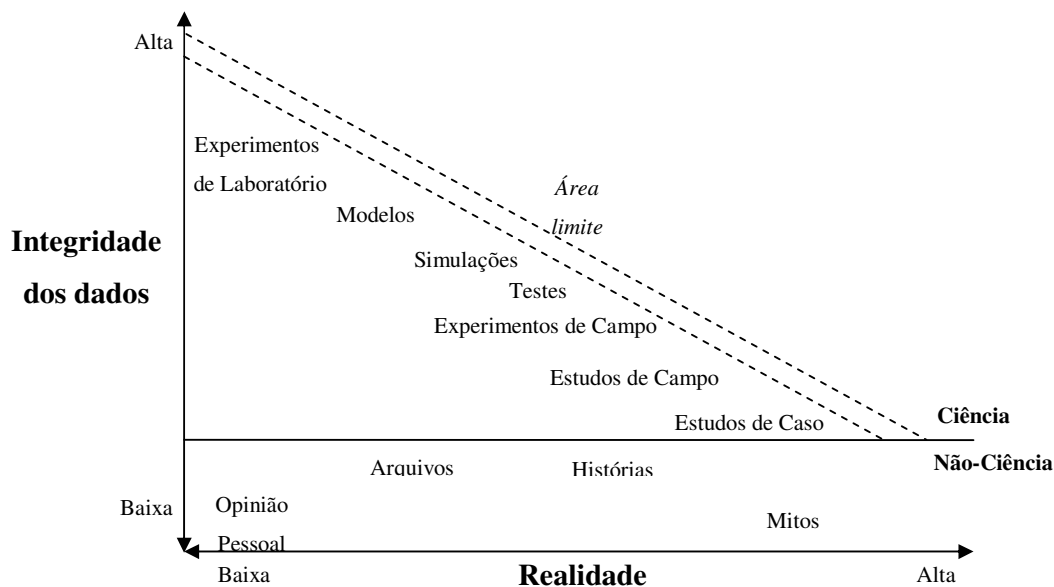 Alta
Experimentos
de Laboratório
Área
limite
Modelos
Integridade
dos dados
Simulações
Testes
Experimentos de Campo
Estudos de Campo
Estudos de Caso
Ciência
Não-Ciência
Arquivos
Histórias
Baixa
Opinião
Pessoal
Mitos
Baixa
Realidade
Alta